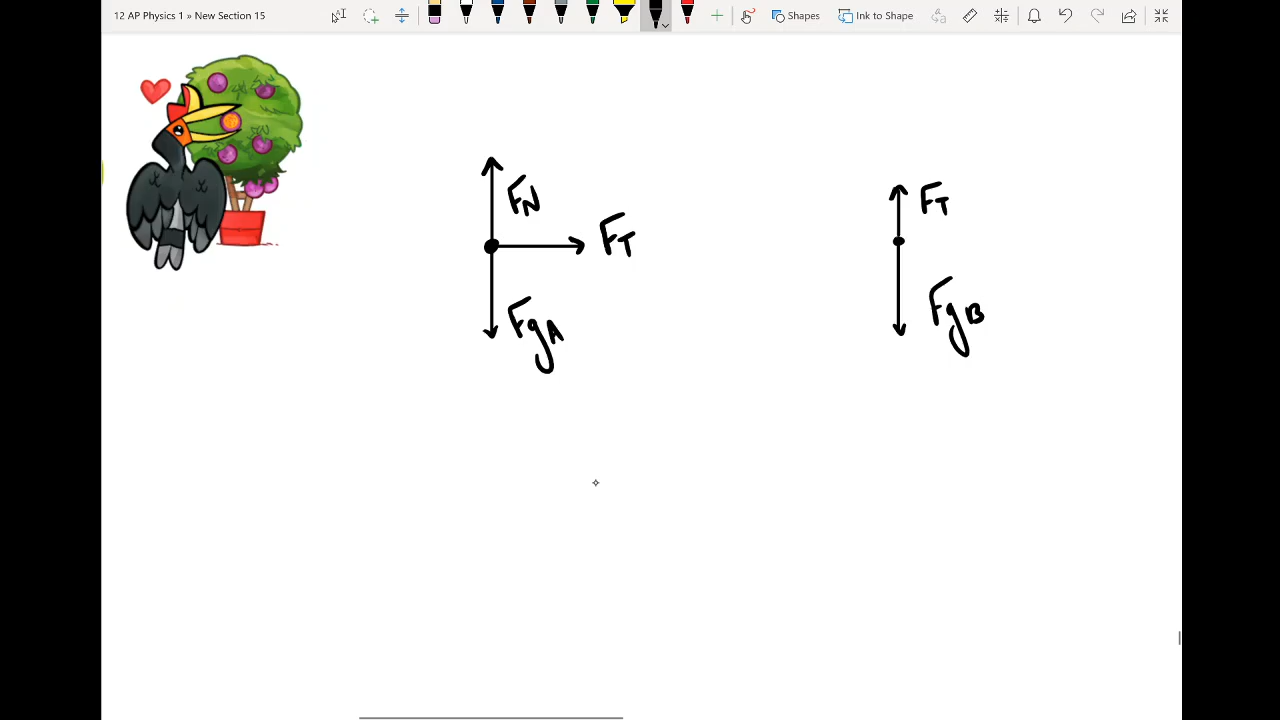 12 AP Physics 1 » New Section 15
Shapes
Ink to Shape
FN
FT
FgA
FT
FgB